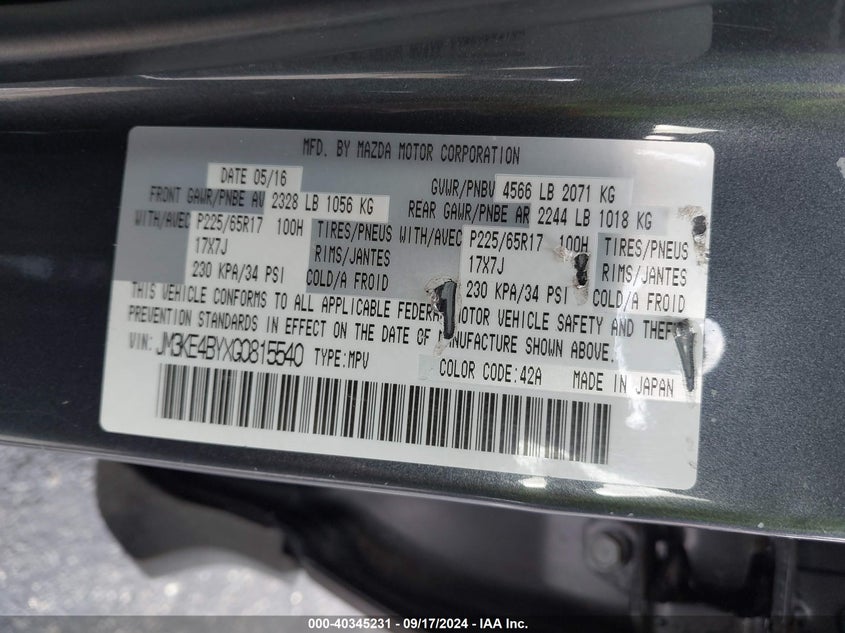 MFD. BY MAZDA MOTOR CORPORATION
DATE 05/16 GVWR/PNBV 4566 LB 2071 KG
FRONT GAWR/PNBE AV 2328 LB 1056 KG REAR GAWR/PNBE AR 2244 LB 1018 KG
WITH/AVEC P225/65R17 100H TIRES/PNEUS WITH/AVEC P225/65R17 100H TIRES/PNEUS
17X7J RIMS/JANTES 17X7J RIMS/JANTES
230 KPA/34 PSI COLD/A FROID 230 KPA/34 PSI COLD/A FROID
THIS VEHICLE CONFORMS TO ALL APPLICABLE FEDERAL MOTOR VEHICLE SAFETY AND THEFT
PREVENTION STANDARDS IN EFFECT ON THE DATE OF MANUFACTURE SHOWN ABOVE.
VIN: JM3KE4BYXG0815540 TYPE:MPV COLOR CODE:42A MADE IN JAPAN
000-40345231 - 09/17/2024 - IAA Inc.